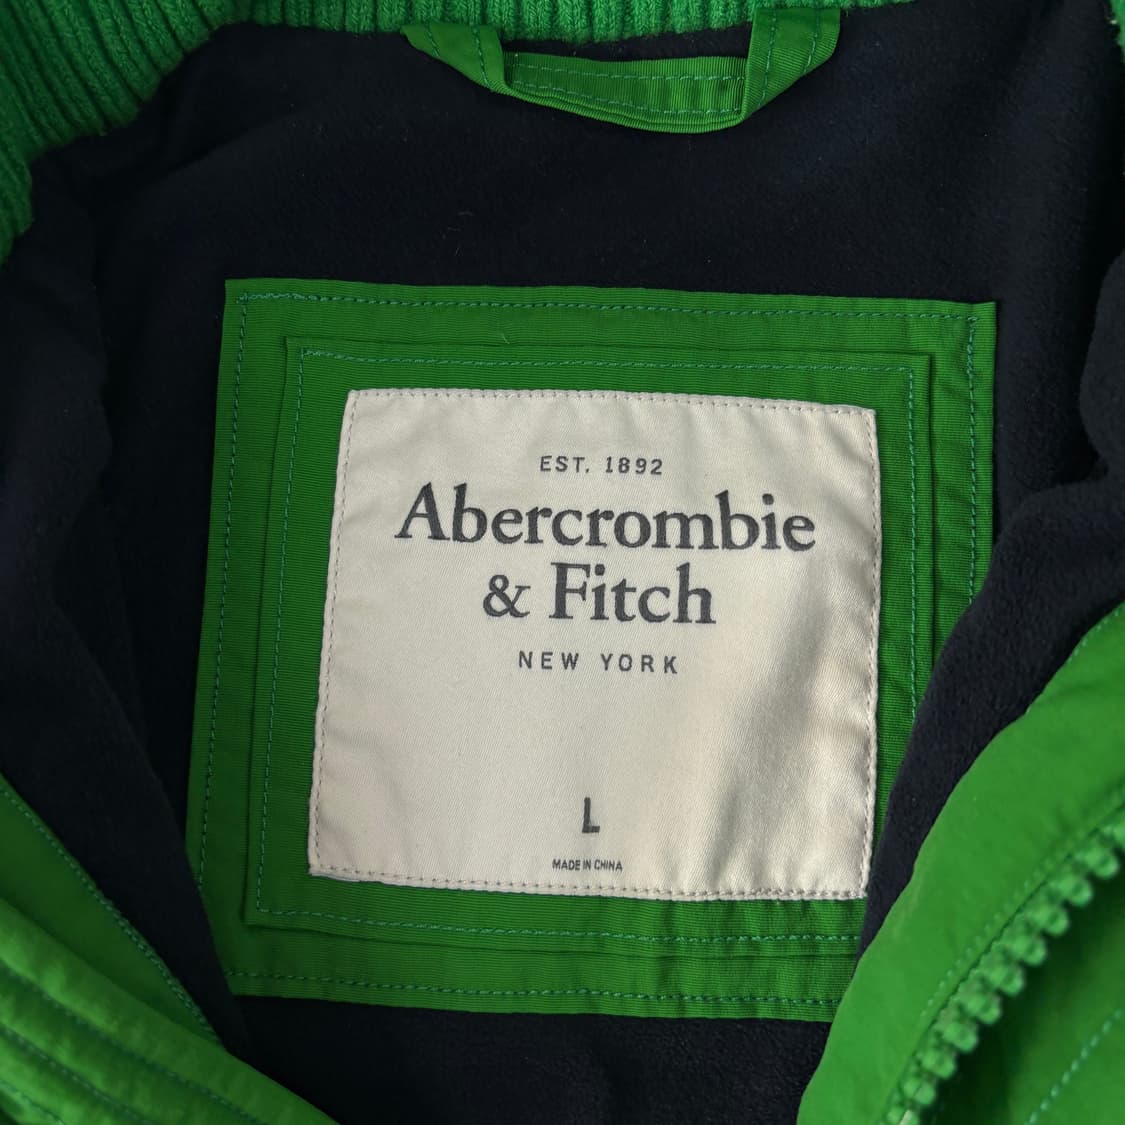 EST. 1892
Abercrombie
& Fitch
NEW YORK
L
MADE IN CHINA